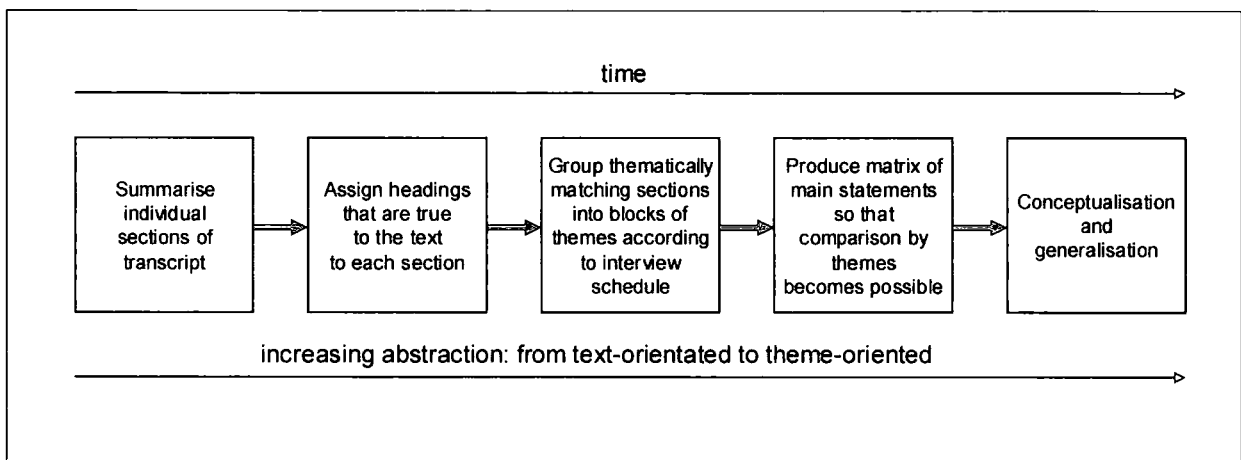 time
Summarise
individual
sections of
transcript
Assign headings
that are true
to the text
to each section
Group thematically
matching sections
into blocks of
themes according
to interview
schedule
Produce matrix of
main statements
so that
comparison by
themes
becomes possible
Conceptualisation
and
generalisation
increasing abstraction: from text-orientated to theme-oriented